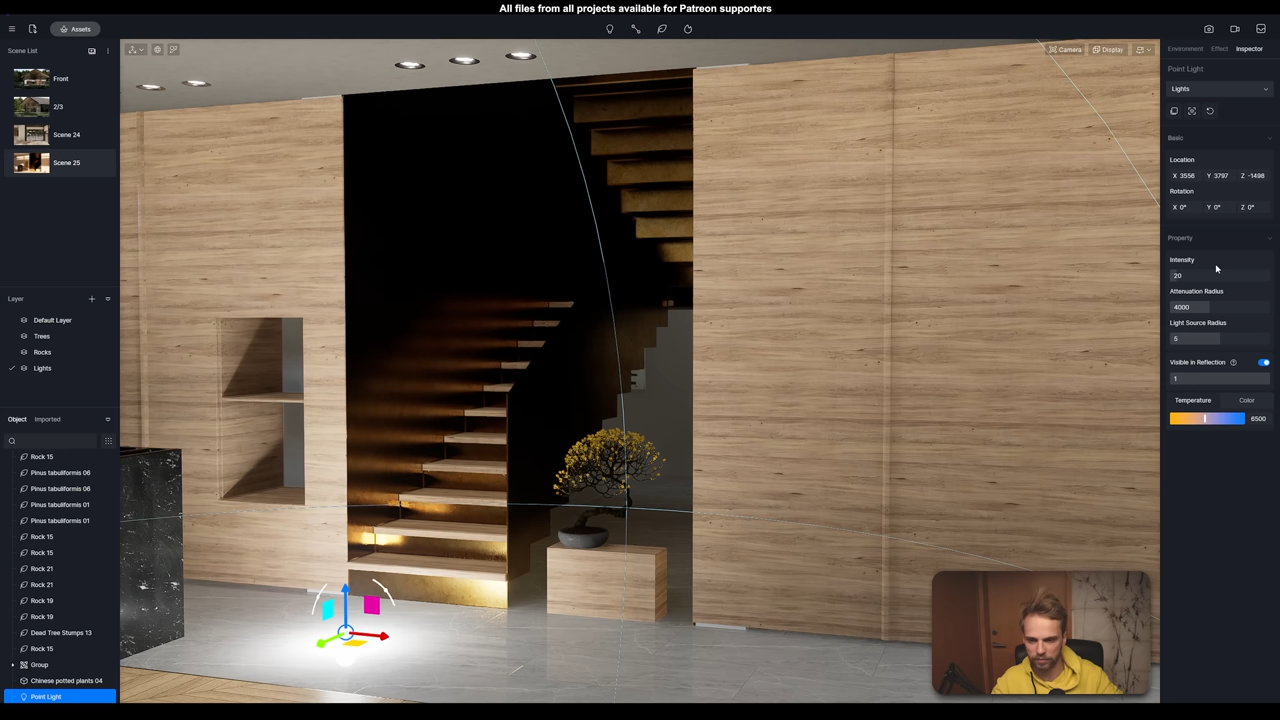 All files from all projects available for Patreon supporters
Assets
Scene List
Front
2/3
Scene 24
Scene 25
Layer
Default Layer
Trees
Rocks
Lights
Object Imported
Rock 15
Pinus tabuliformis 06
Pinus tabuliformis 06
Pinus tabuliformis 01
Pinus tabuliformis 01
Rock 15
Rock 15
Rock 21
Rock 21
Rock 19
Rock 19
Dead Tree Stumps 13
Rock 15
Group
Chinese potted plants 04
Point Light
Camera Display
Environment Effect Inspector
Point Light
Lights
Basic
Location
X 3556 Y 3797 Z -1498
Rotation
X 0° Y 0° Z 0°
Property
Intensity
20
Attenuation Radius
4000
Light Source Radius
5
Visible in Reflection
1
Temperature Color
6500